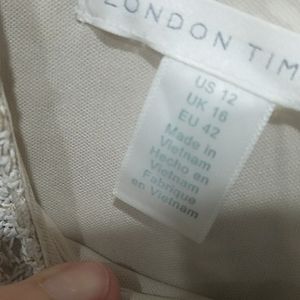 LONDON TIM
US 12
UK 16
EU 42
Made in
Vietnam
Hecho en
Vietnam
Fabrique
en Vietnam